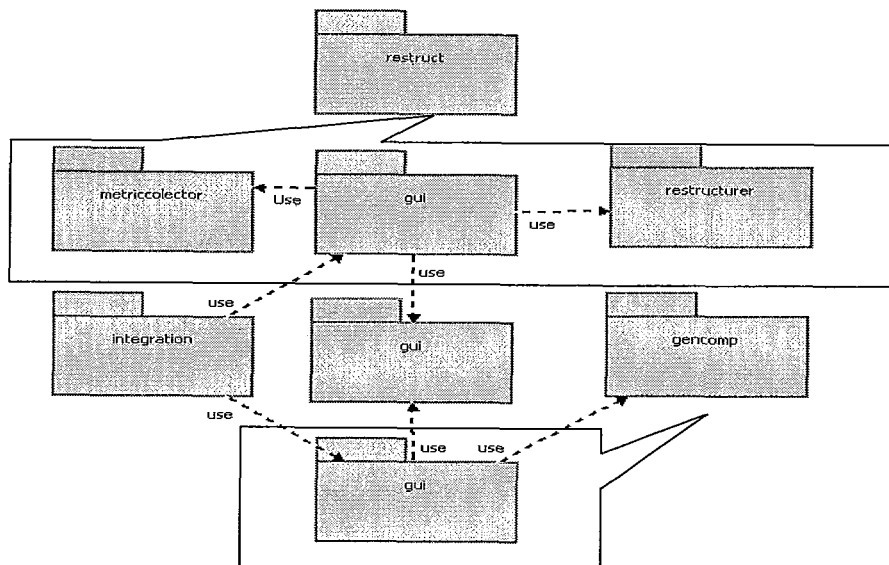 restruct
metriccolector
Use
gui
use
restructurer
use
use
integration
gui
gencomp
use
use
use
gui